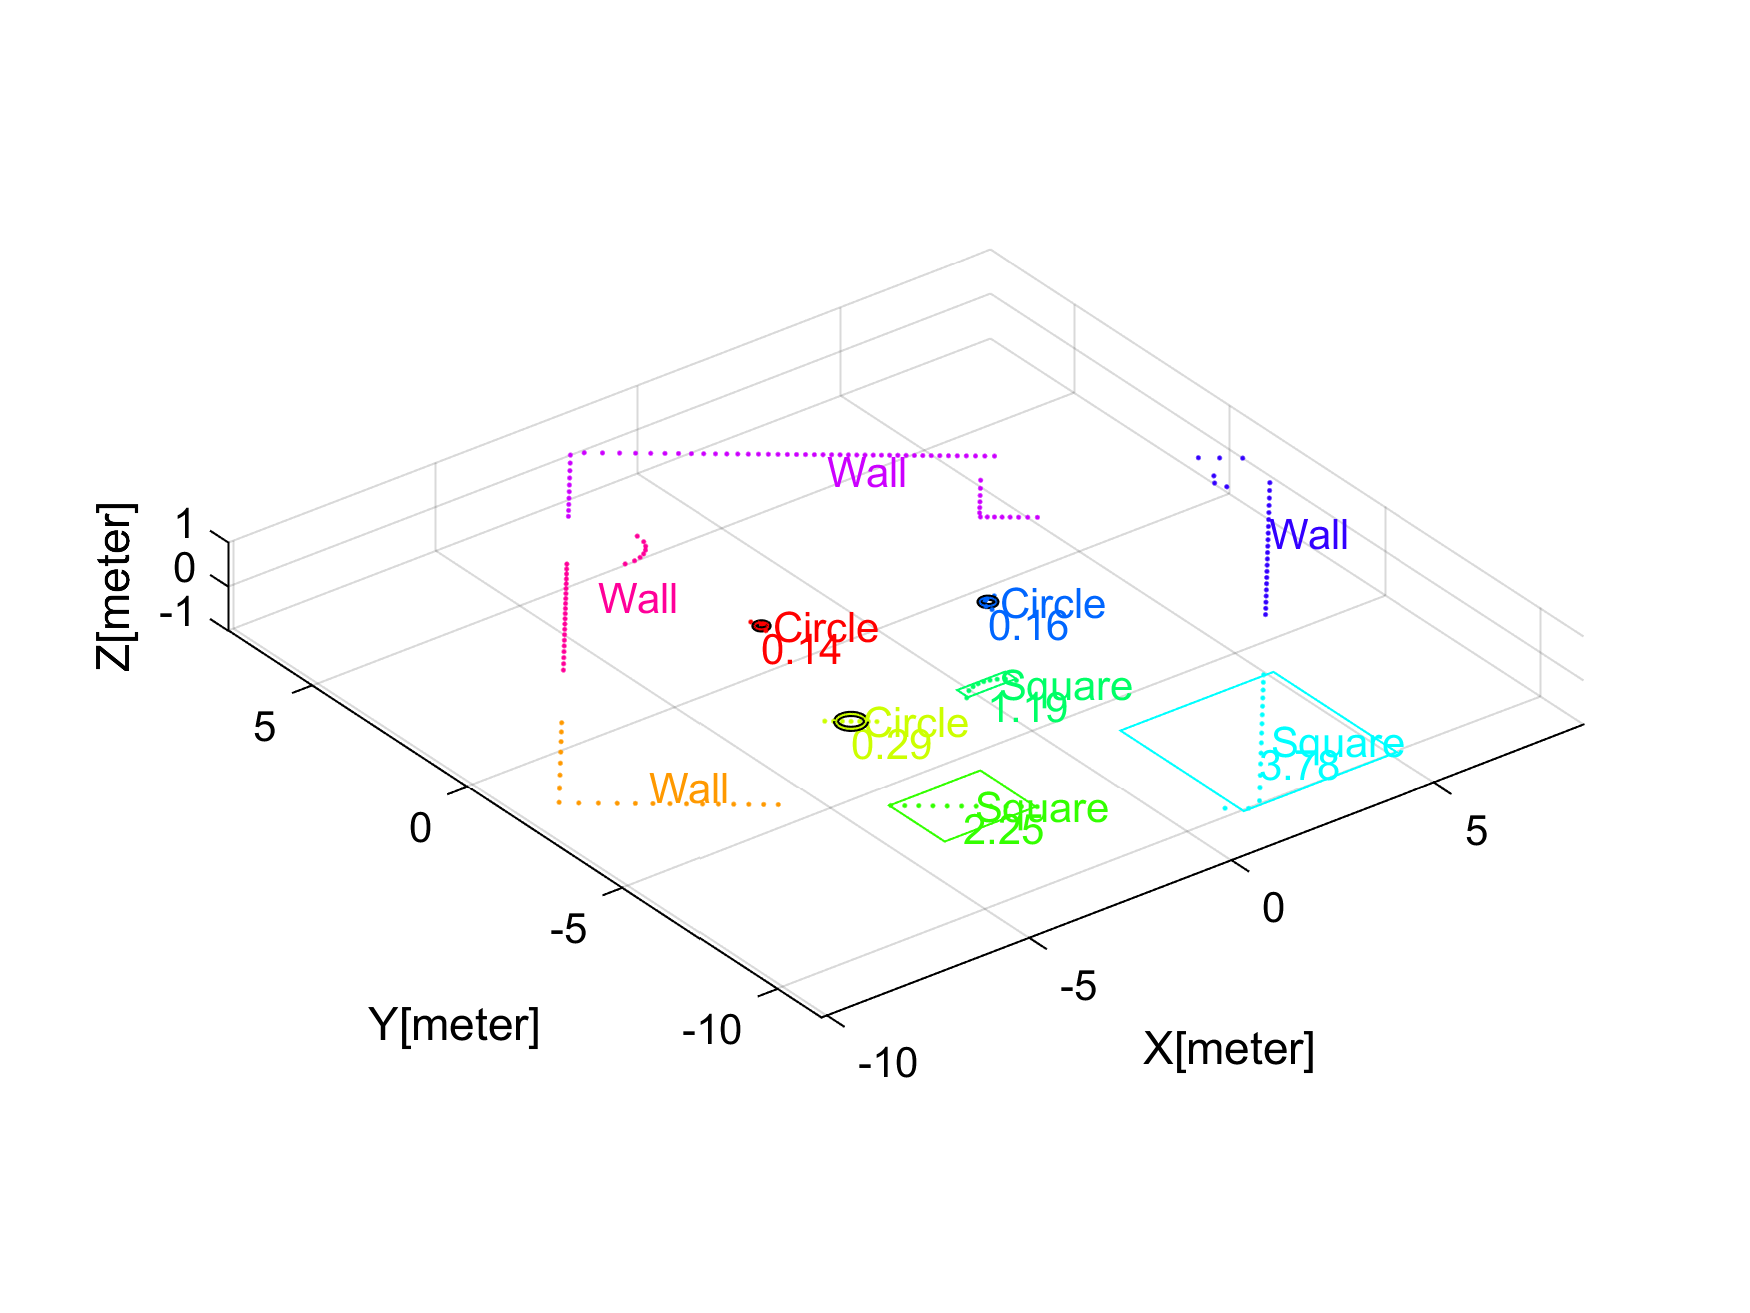 Wall
Wall
1
0
-1
Z[meter]
Wall
Circle
0.14
Circle
0.16
Square
1.19
5
Circle
0.29
Square
3.78
Wall
Square
2.25
0
5
-5
0
-10
-5
-10
Y[meter]
X[meter]